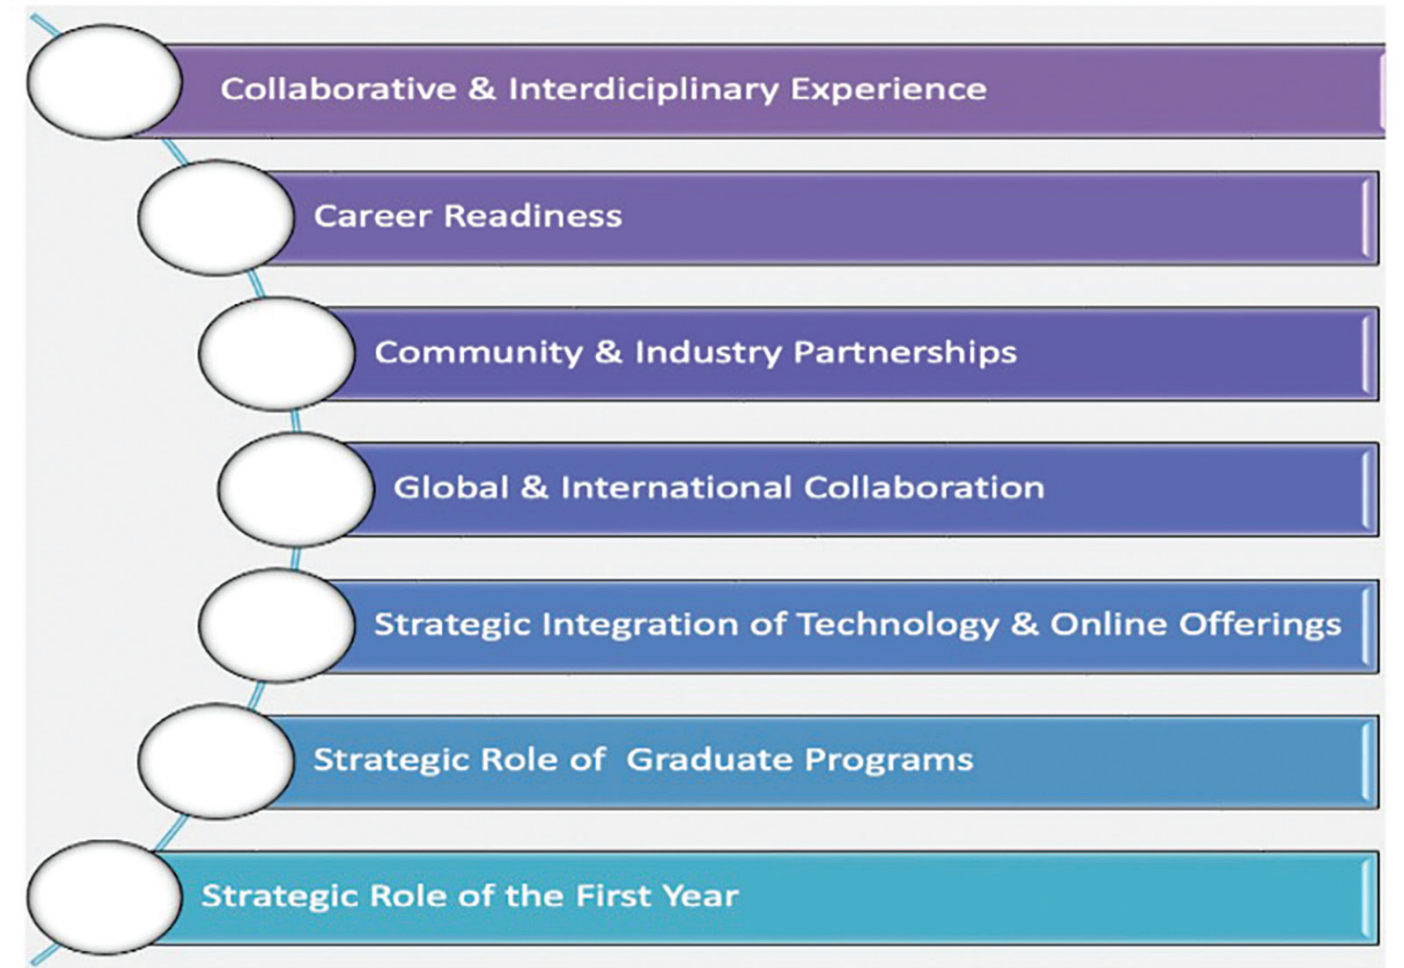 Collaborative & Interdiciplinary Experience
Career Readiness
Community & Industry Partnerships
Global & International Collaboration
Strategic Integration of Technology & Online Offerings
Strategic Role of  Graduate Programs
Strategic Role of the First Year